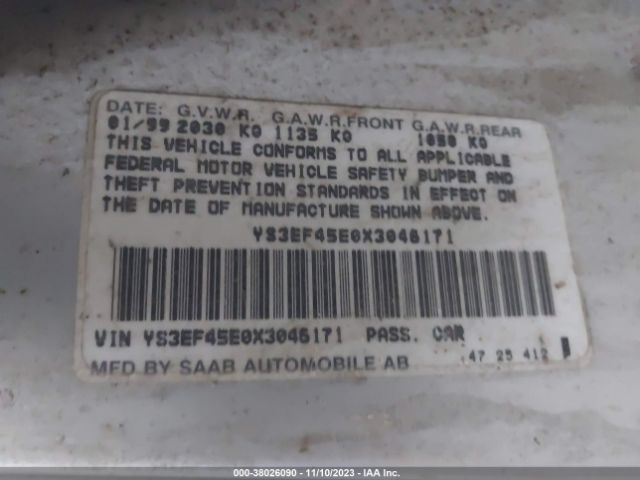 DATE: G.V.W.R. G.A.W.R.FRONT G.A.W.R.REAR
01/99 2030 KG 1135 KG 1050 KG
THIS VEHICLE CONFORMS TO ALL APPLICABLE
FEDERAL MOTOR VEHICLE SAFETY BUMPER AND
THEFT PREVENTION STANDARDS IN EFFECT ON
THE DATE OF MANUFACTURE SHOWN ABOVE.
YS3EF45E0X3046171
VIN YS3EF45E0X3046171 PASS. CAR
MFD BY SAAB AUTOMOBILE AB 47 25 412
000-38026090 - 11/10/2023 - IAA Inc.